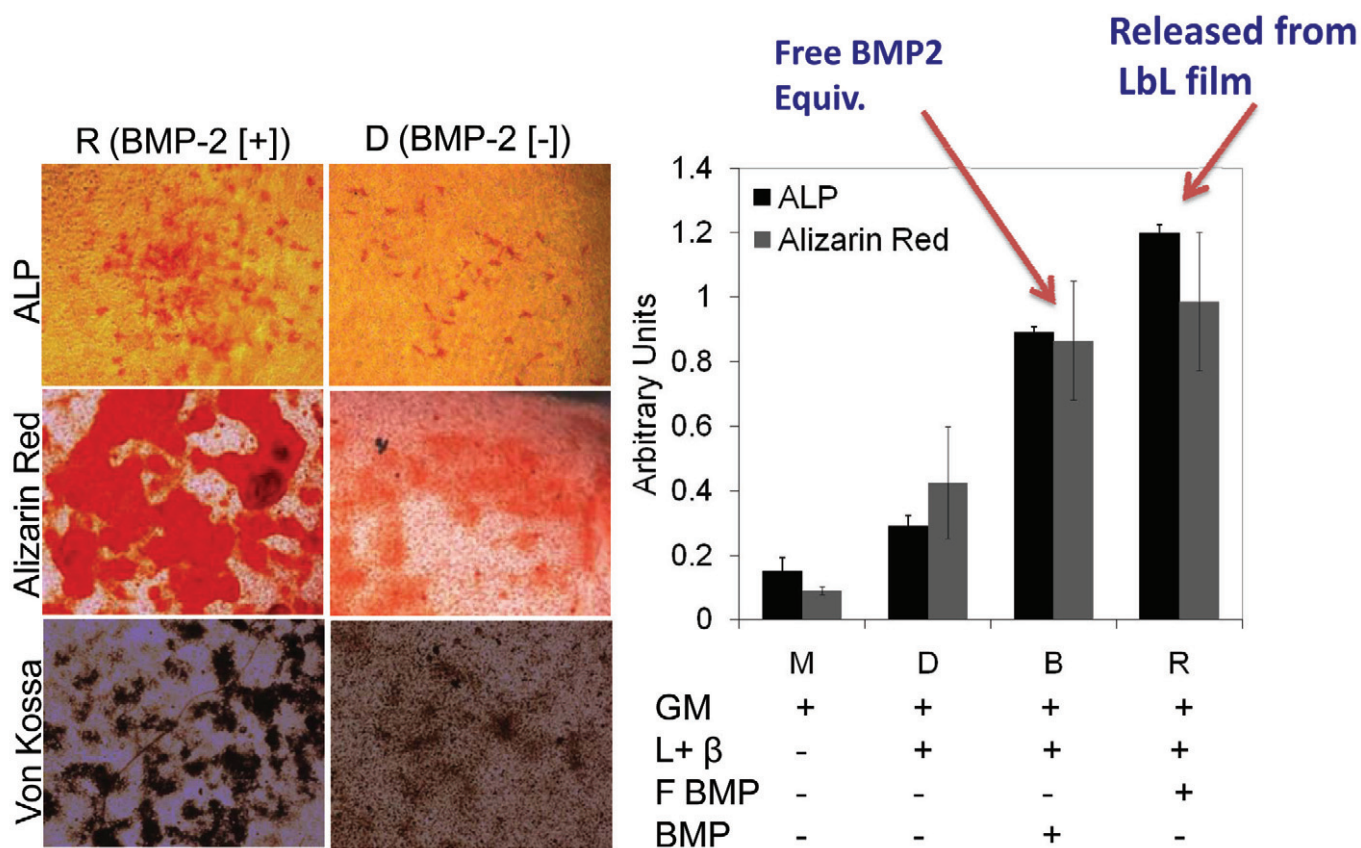 Free BMP2
Equiv.
Released from
LbL film
R (BMP-2 [+])
D (BMP-2 [-])
ALP
Alizarin Red
Von Kossa
1.4
1.2
1
0.8
0.6
0.4
0.2
0
Arbitrary Units
ALP
Alizarin Red
M D B R
GM + + + +
L+ β - + + +
F BMP - - - +
BMP - - + -